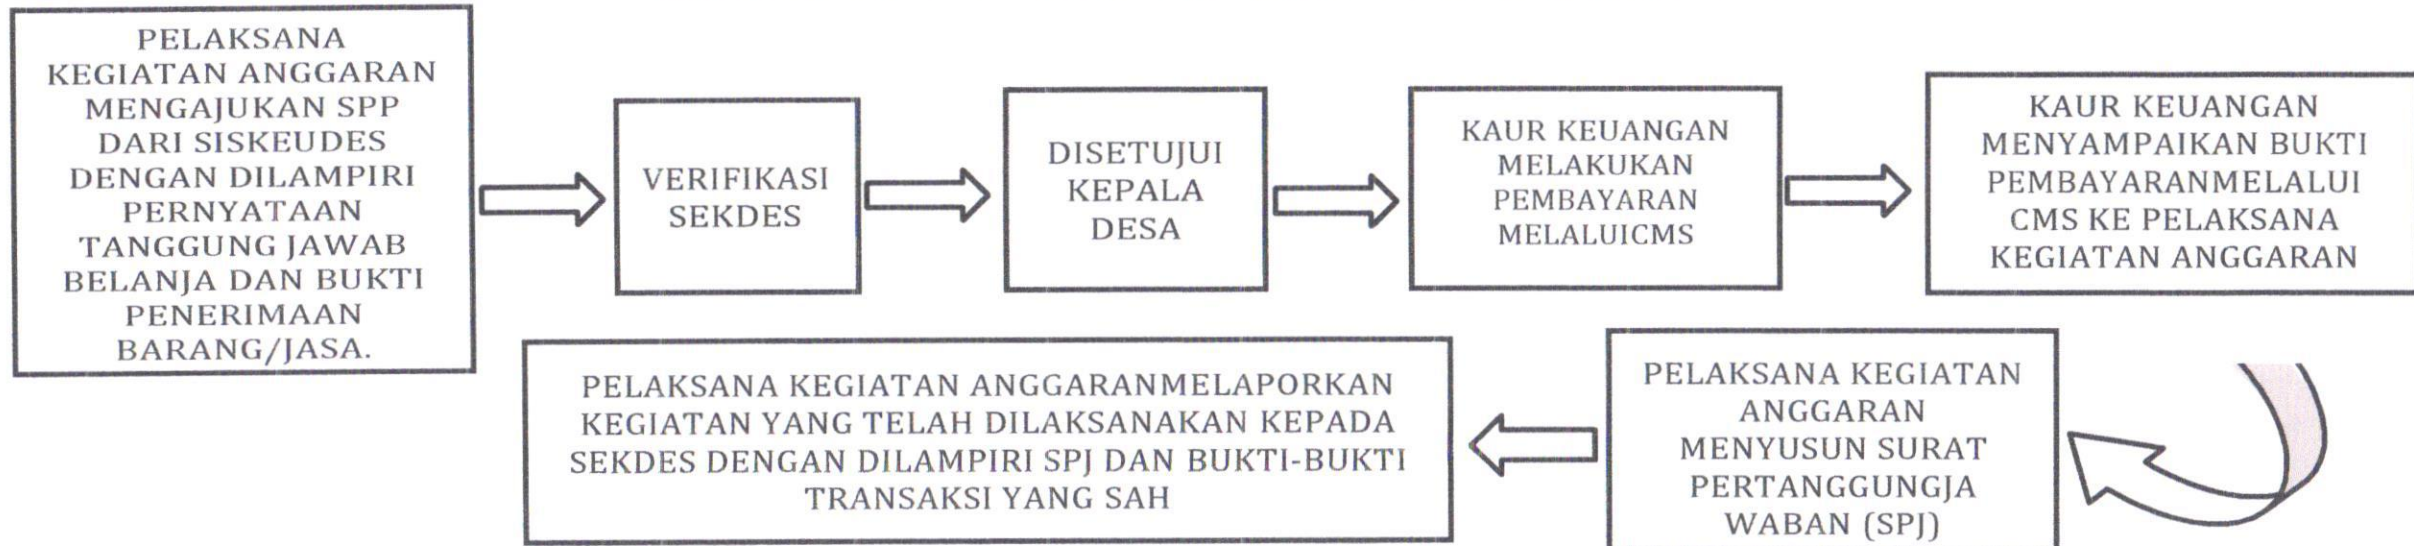 PELAKSANA
KEGIATAN ANGGARAN
MENGAJUKAN SPP
DARI SISKEUDES
DENGAN DILAMPIRI
PERNYATAAN
TANGGUNG JAWAB
BELANJA DAN BUKTI
PENERIMAAN
BARANG/JASA.
VERIFIKASI
SEKDES
DISETUJUI
KEPALA
DESA
KAUR KEUANGAN
MELAKUKAN
PEMBAYARAN
MELALUICMS
KAUR KEUANGAN
MENYAMPAIKAN BUKTI
PEMBAYARANMELALUI
CMS KE PELAKSANA
KEGIATAN ANGGARAN
PELAKSANA KEGIATAN
ANGGARAN
MENYUSUN SURAT
PERTANGGUNGJA
WABAN (SPJ)
PELAKSANA KEGIATAN ANGGARANMELAPORKAN
KEGIATAN YANG TELAH DILAKSANAKAN KEPADA
SEKDES DENGAN DILAMPIRI SPJ DAN BUKTI-BUKTI
TRANSAKSI YANG SAH